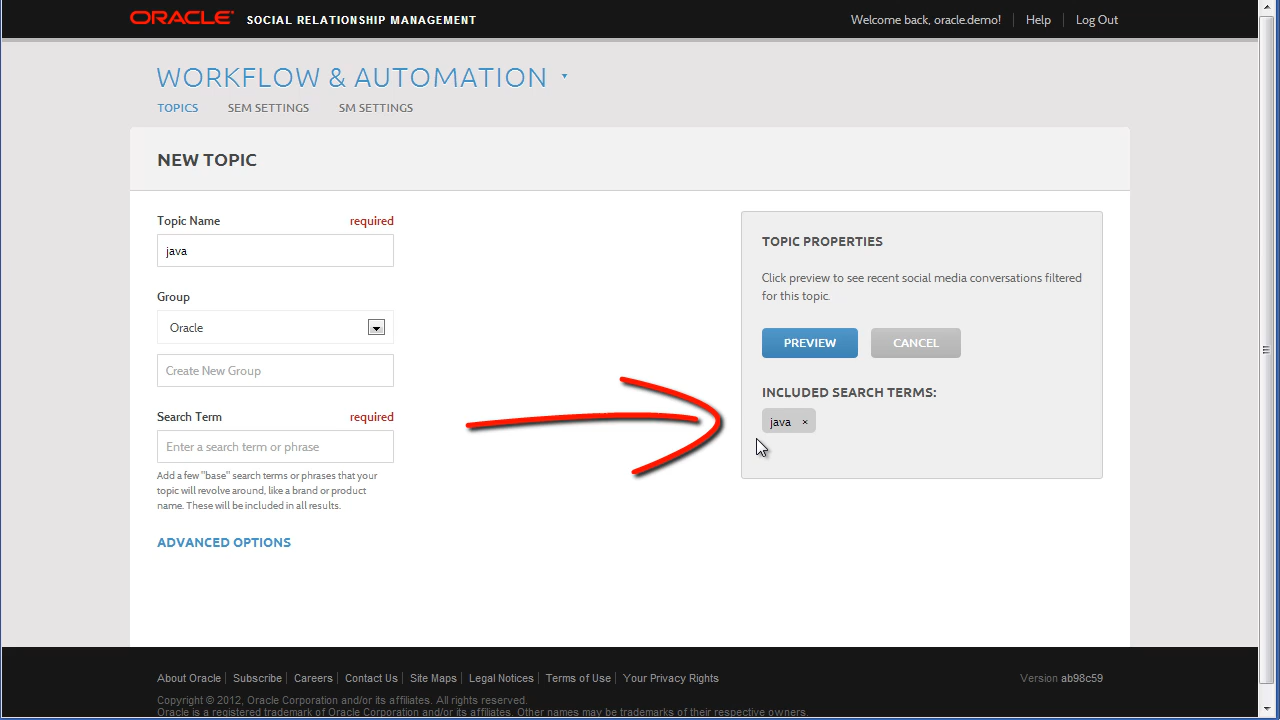 ORACLE SOCIAL RELATIONSHIP MANAGEMENT
Welcome back, oracle.demo! Help Log Out
WORKFLOW & AUTOMATION
TOPICS SEM SETTINGS SM SETTINGS
NEW TOPIC
Topic Name required
java
Group
Oracle
Create New Group
Search Term required
Enter a search term or phrase
Add a few "base" search terms or phrases that your
topic will revolve around, like a brand or product
name. These will be included in all results.
ADVANCED OPTIONS
TOPIC PROPERTIES
Click preview to see recent social media conversations filtered
for this topic.
PREVIEW CANCEL
INCLUDED SEARCH TERMS:
java ×
About Oracle | Subscribe | Careers | Contact Us | Site Maps | Legal Notices | Terms of Use | Your Privacy Rights
Version ab98c59
Copyright © 2012, Oracle Corporation and/or its affiliates. All rights reserved.
Oracle is a registered trademark of Oracle Corporation and/or its affiliates. Other names may be trademarks of their respective owners.